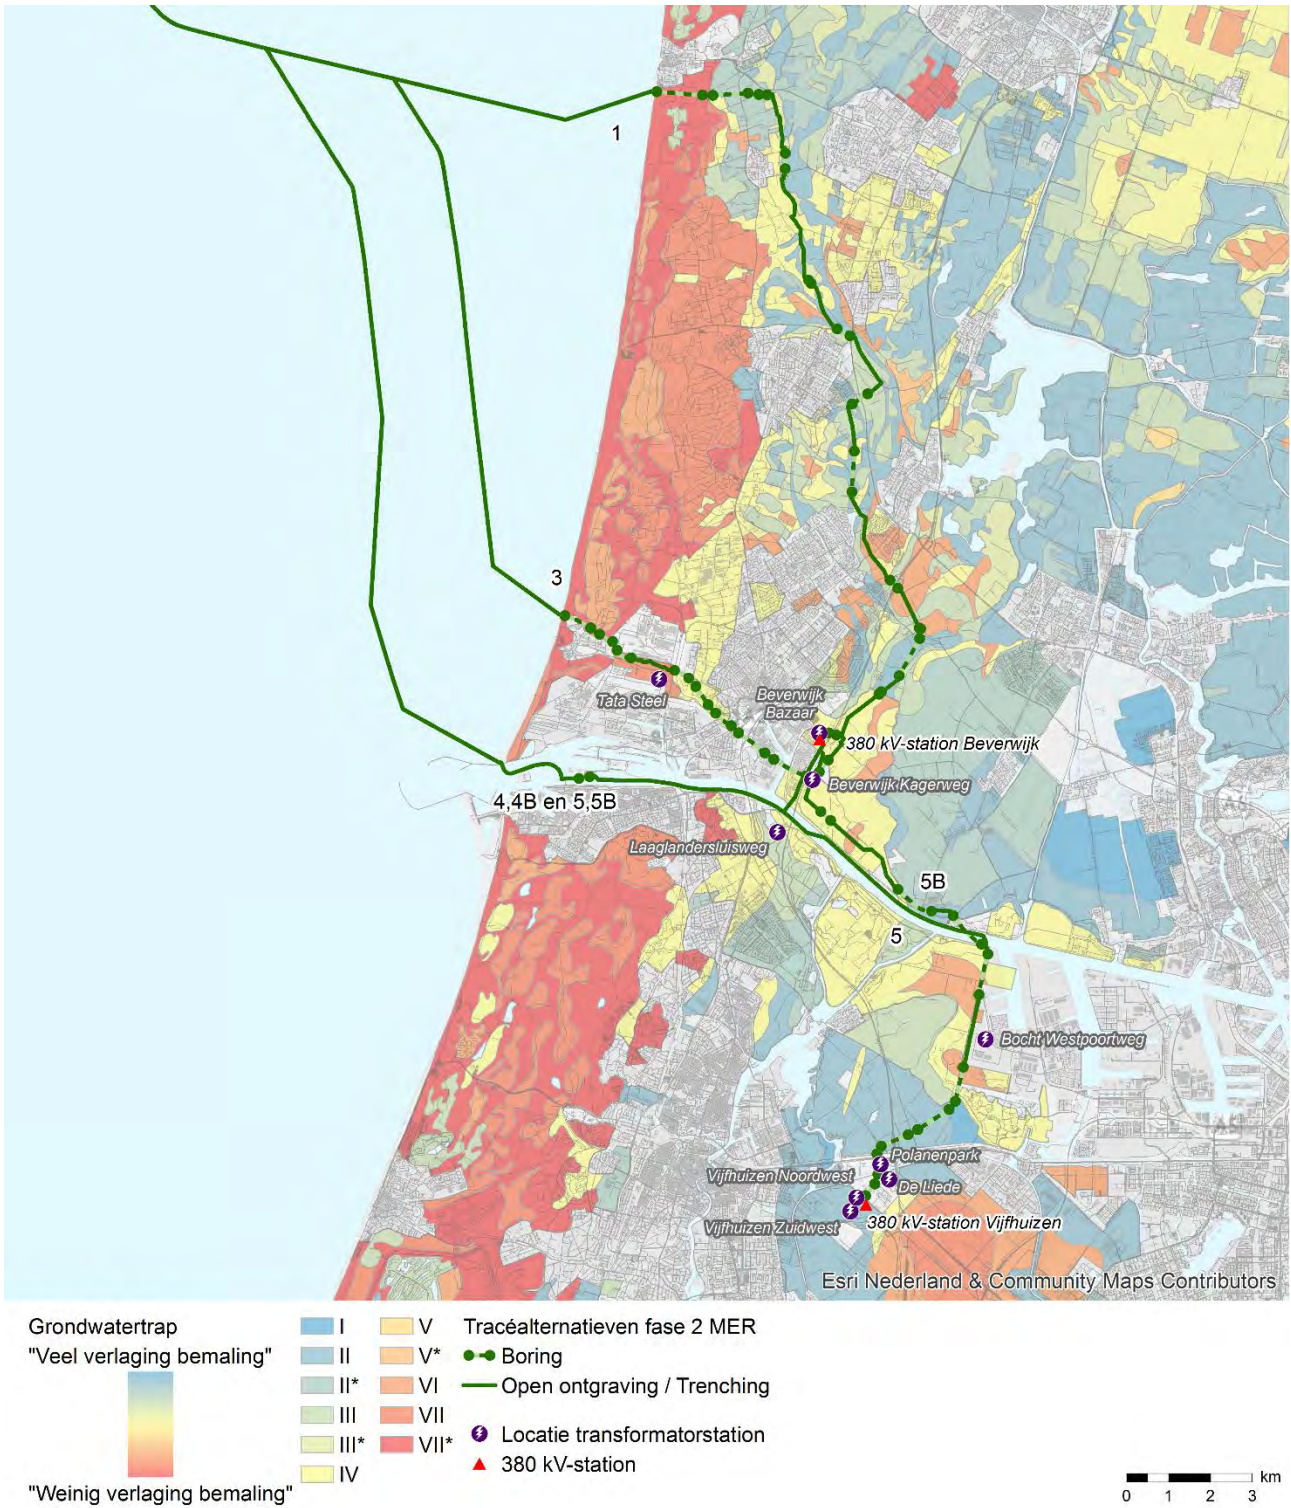 1
3
Tata Steel
Beverwijk
Bazaar
380 kV-station Beverwijk
Beverwijk Kagerweg
4,4B en 5,5B
Laaglandersluisweg
5B
5
Bocht Westpoortweg
Polanenpark
Vijfhuizen Noordwest
De Liede
380 kV-station Vijfhuizen
Vijfhuizen Zuidwest
Esri Nederland & Community Maps Contributors
Grondwatertrap
"Veel verlaging bemaling"
"Weinig verlaging bemaling"
I
II
II*
III
III*
IV
V
V*
VI
VII
VII*
Tracéalternatieven fase 2 MER
Boring
Open ontgraving / Trenching
Locatie transformatorstation
380 kV-station
km
0 1 2 3